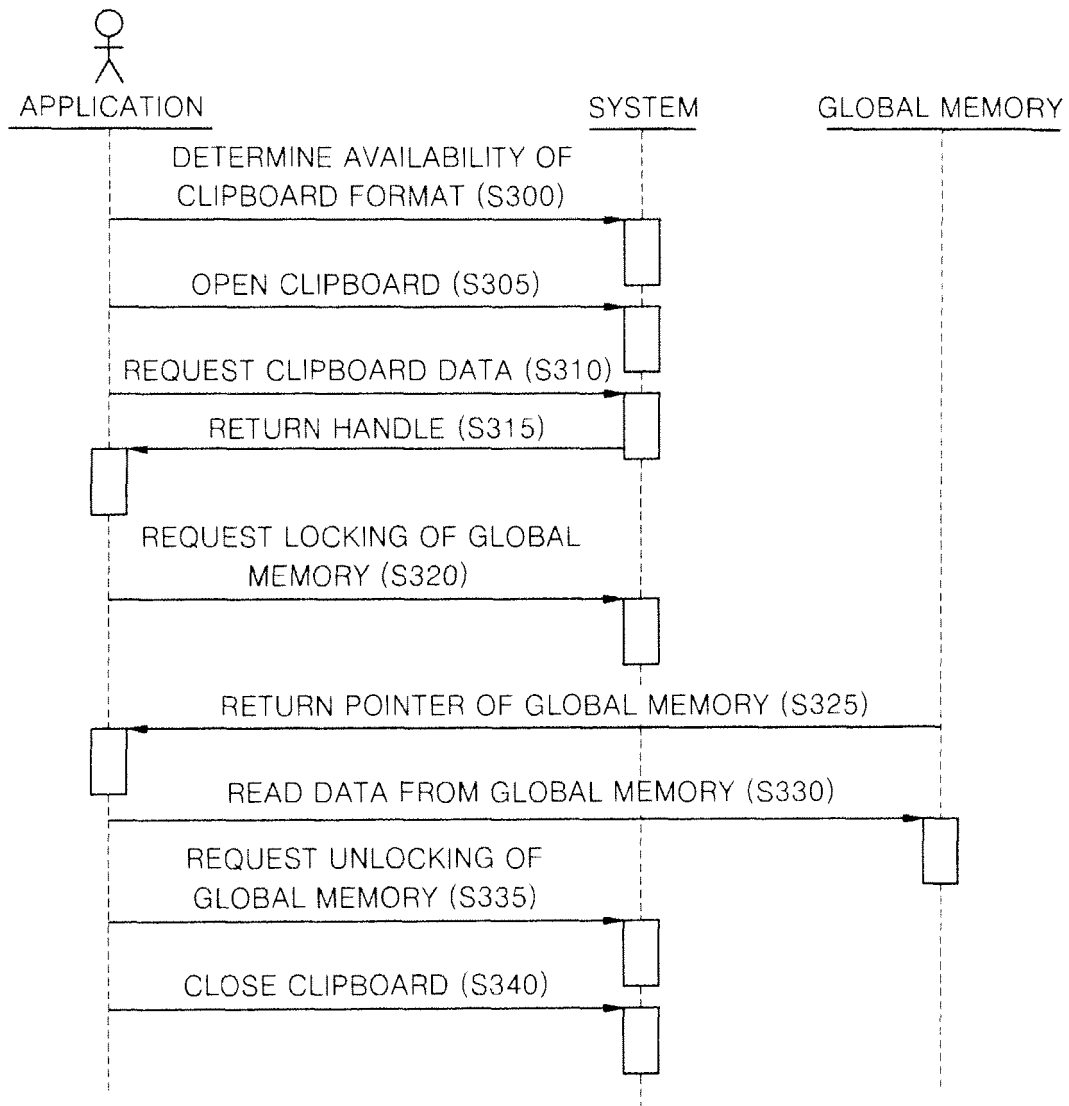 APPLICATION
SYSTEM
GLOBAL MEMORY
DETERMINE AVAILABILITY OF
CLIPBOARD FORMAT (S300)
OPEN CLIPBOARD (S305)
REQUEST CLIPBOARD DATA (S310)
RETURN HANDLE (S315)
REQUEST LOCKING OF GLOBAL
MEMORY (S320)
RETURN POINTER OF GLOBAL MEMORY (S325)
READ DATA FROM GLOBAL MEMORY (S330)
REQUEST UNLOCKING OF
GLOBAL MEMORY (S335)
CLOSE CLIPBOARD (S340)